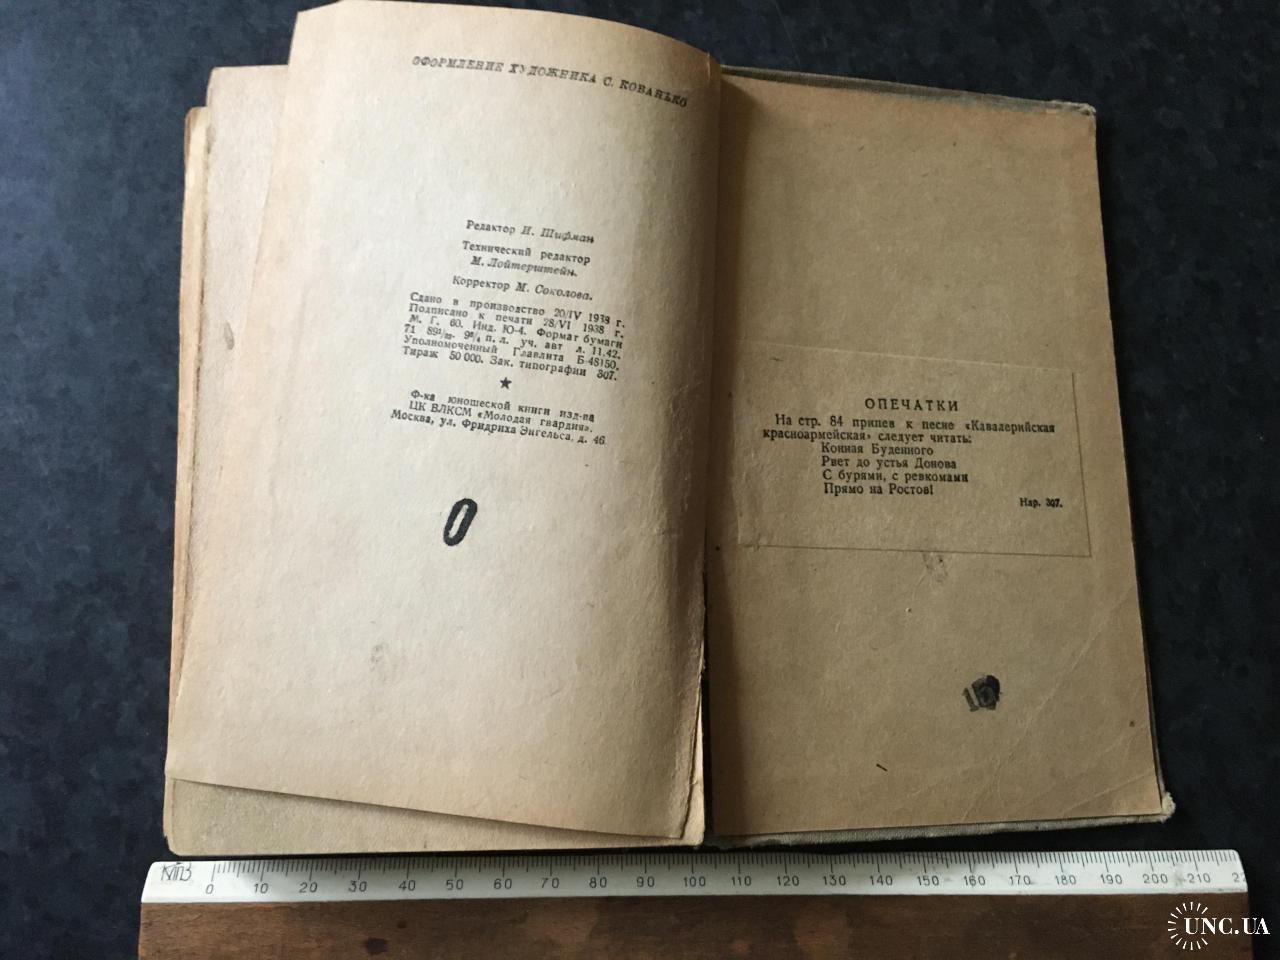 ОФОРМЛЕНИЕ ХУДОЖНИКА С. КОВАНЬКО
Редактор И. Шифман
Технический редактор
М. Лойтерштейн.
Корректор М. Соколова.
Сдано в производство 20/IV 1938 г.
Подписано к печати 28/VI 1938 г.
М. Г. 60. Инд. Ю-4. Формат бумаги
71 89¹/₃₂. 9³/₄ п. л. уч. авт л. 11.42.
Уполномоченный Главлита Б-48150.
Тираж 50 000. Зак. типографии 307.
Ф-ка юношеской книги изд-ва
ЦК ВЛКСМ «Молодая гвардия».
Москва, ул. Фридриха Энгельса, д. 46.
0
ОПЕЧАТКИ
На стр. 84 припев к песне «Кавалерийская
красноармейская» следует читать:
Конная Буденного
Рвет до устья Донова
С бурями, с ревкомами
Прямо на Ростов!
Нар. 307.
15
0 10 20 30 40 50 60 70 80 90 100 110 120 130 140 150 160 170 180 190 200 210
UNC.UA